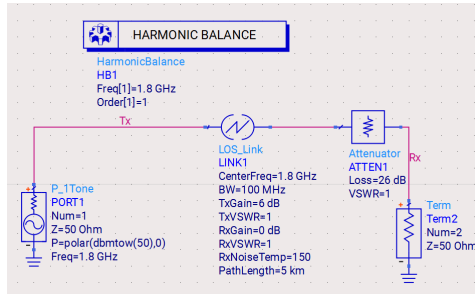 HARMONIC BALANCE
HarmonicBalance
HB1
Freq[1]=1.8 GHz
Order[1]=1
Tx
LOS_Link
LINK1
CenterFreq=1.8 GHz
BW=100 MHz
TxGain=6 dB
TxVSWR=1
RxGain=0 dB
RxVSWR=1
RxNoiseTemp=150
PathLength=5 km
Attenuator
ATTEN1
Loss=26 dB
VSWR=1
Rx
P_1Tone
PORT1
Num=1
Z=50 Ohm
P=polar(dbmtow(50),0)
Freq=1.8 GHz
Term
Term2
Num=2
Z=50 Ohm